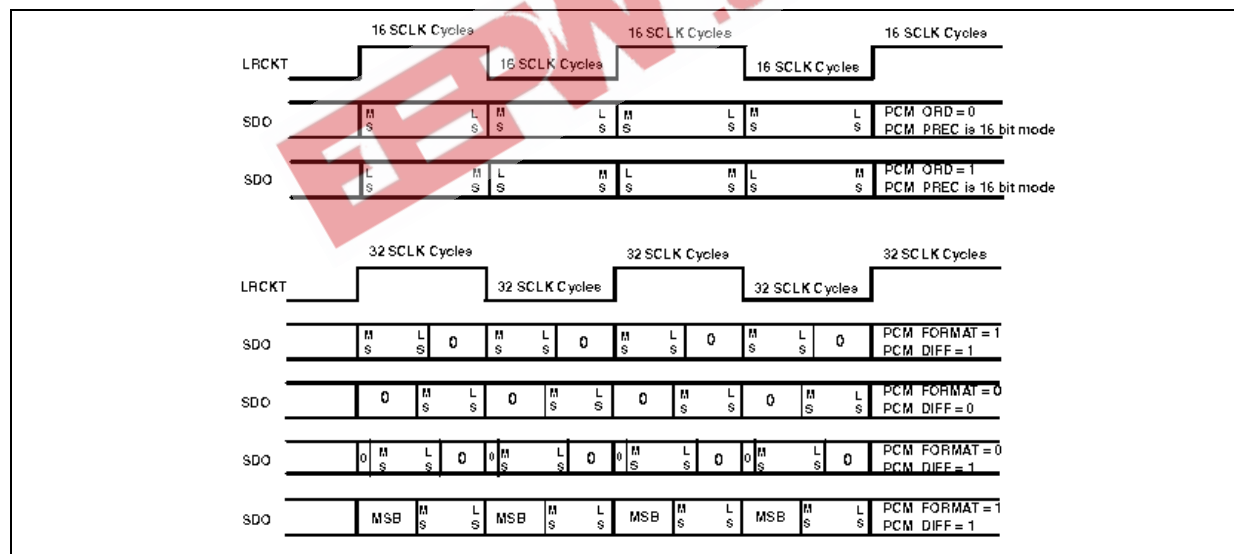 16 SCLK Cycles 16 SCLK Cycles 16 SCLK Cycles
LRCKT 16 SCLK Cycles 16 SCLK Cycles
SDO M S L S M S L S M S L S M S L S PCM ORD = 0
PCM PREC is 16 bit mode
SDO L S M S L S M S L S M S L S M S PCM ORD = 1
PCM PREC is 16 bit mode
32 SCLK Cycles 32 SCLK Cycles 32 SCLK Cycles
LRCKT 32 SCLK Cycles 32 SCLK Cycles
SDO M S L S 0 M S L S 0 M S L S 0 M S L S 0 PCM FORMAT = 1
PCM DIFF = 1
SDO 0 M S L S 0 M S L S 0 M S L S 0 M S L S PCM FORMAT = 0
PCM DIFF = 0
SDO 0 M S L S 0 0 M S L S 0 0 M S L S 0 0 M S L S 0 PCM FORMAT = 0
PCM DIFF = 1
SDO MSB M S L S MSB M S L S MSB M S L S MSB M S L S PCM FORMAT = 1
PCM DIFF = 1
EEPW